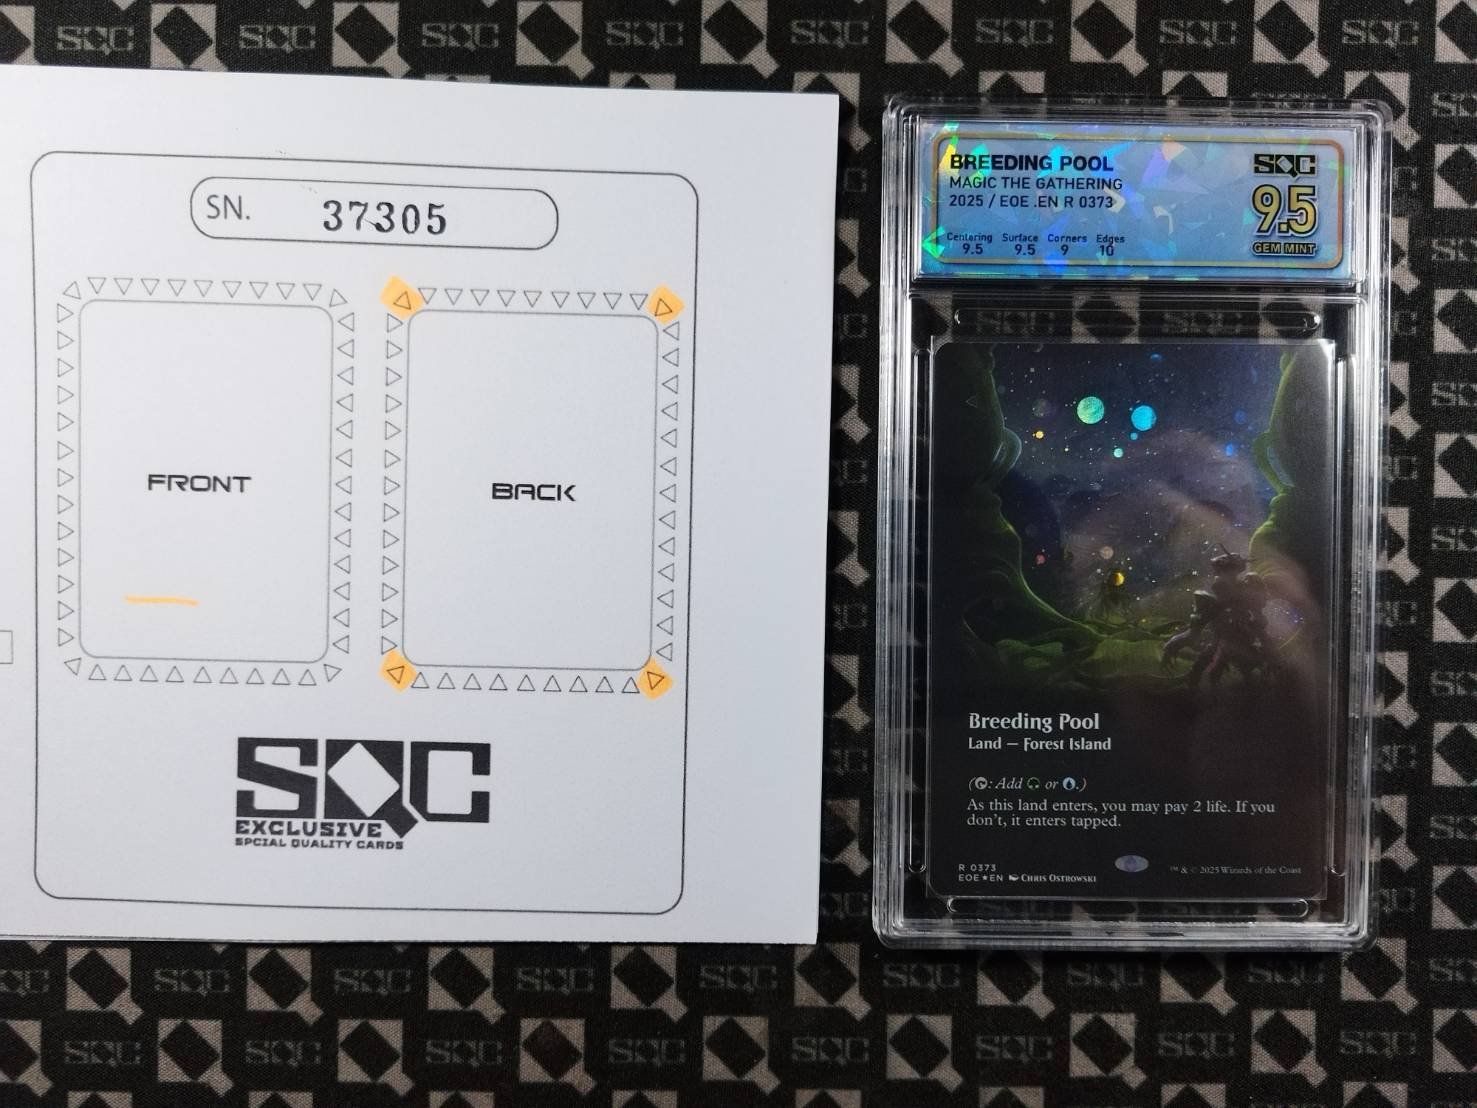 SN. 37305
FRONT
BACK
SQC
EXCLUSIVE
SPCIAL QUALITY CARDS
BREEDING POOL
MAGIC THE GATHERING
2025 / EOE .EN R 0373
SQC
9.5
GEM MINT
Centering Surface Corners Edges
9.5 9.5 9 10
Breeding Pool
Land — Forest Island
( : Add or .)
As this land enters, you may pay 2 life. If you
don't, it enters tapped.
R 0373
EOE ★ EN Chris Ostrowski
™ & © 2025 Wizards of the Coast